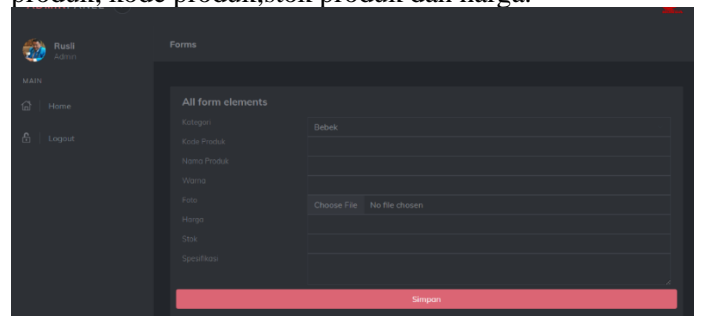 produk, kode produk,stok produk dan harga.
Rusli
Admin
Forms
MAIN
Home
Logout
All form elements
Kategori
Bebek
Kode Produk
Nama Produk
Warna
Foto
Choose File No file chosen
Harga
Stok
Spesifikasi
Simpan